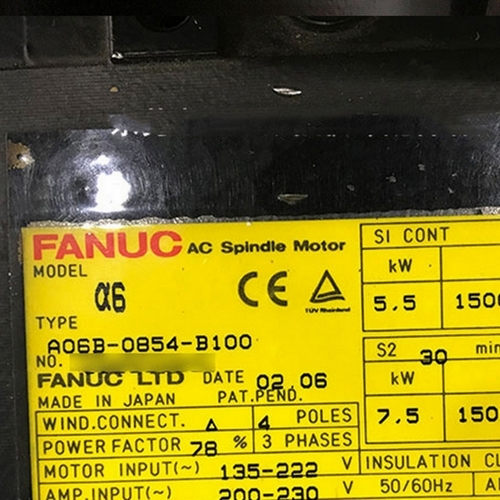 FANUC AC Spindle Motor
MODEL
α6
CE
TÜV Rheinland
TYPE
A06B-0854-B100
NO.
FANUC LTD DATE 02.06
MADE IN JAPAN PAT.PEND.
WIND.CONNECT. △ 4 POLES
POWER FACTOR 78 % 3 PHASES
MOTOR INPUT(~) 135-222 V
AMP.INPUT(~) 200-230 V
SI CONT
kW
5.5 1500
S2 30 min
kW
7.5 150
INSULATION CL
50/60Hz A